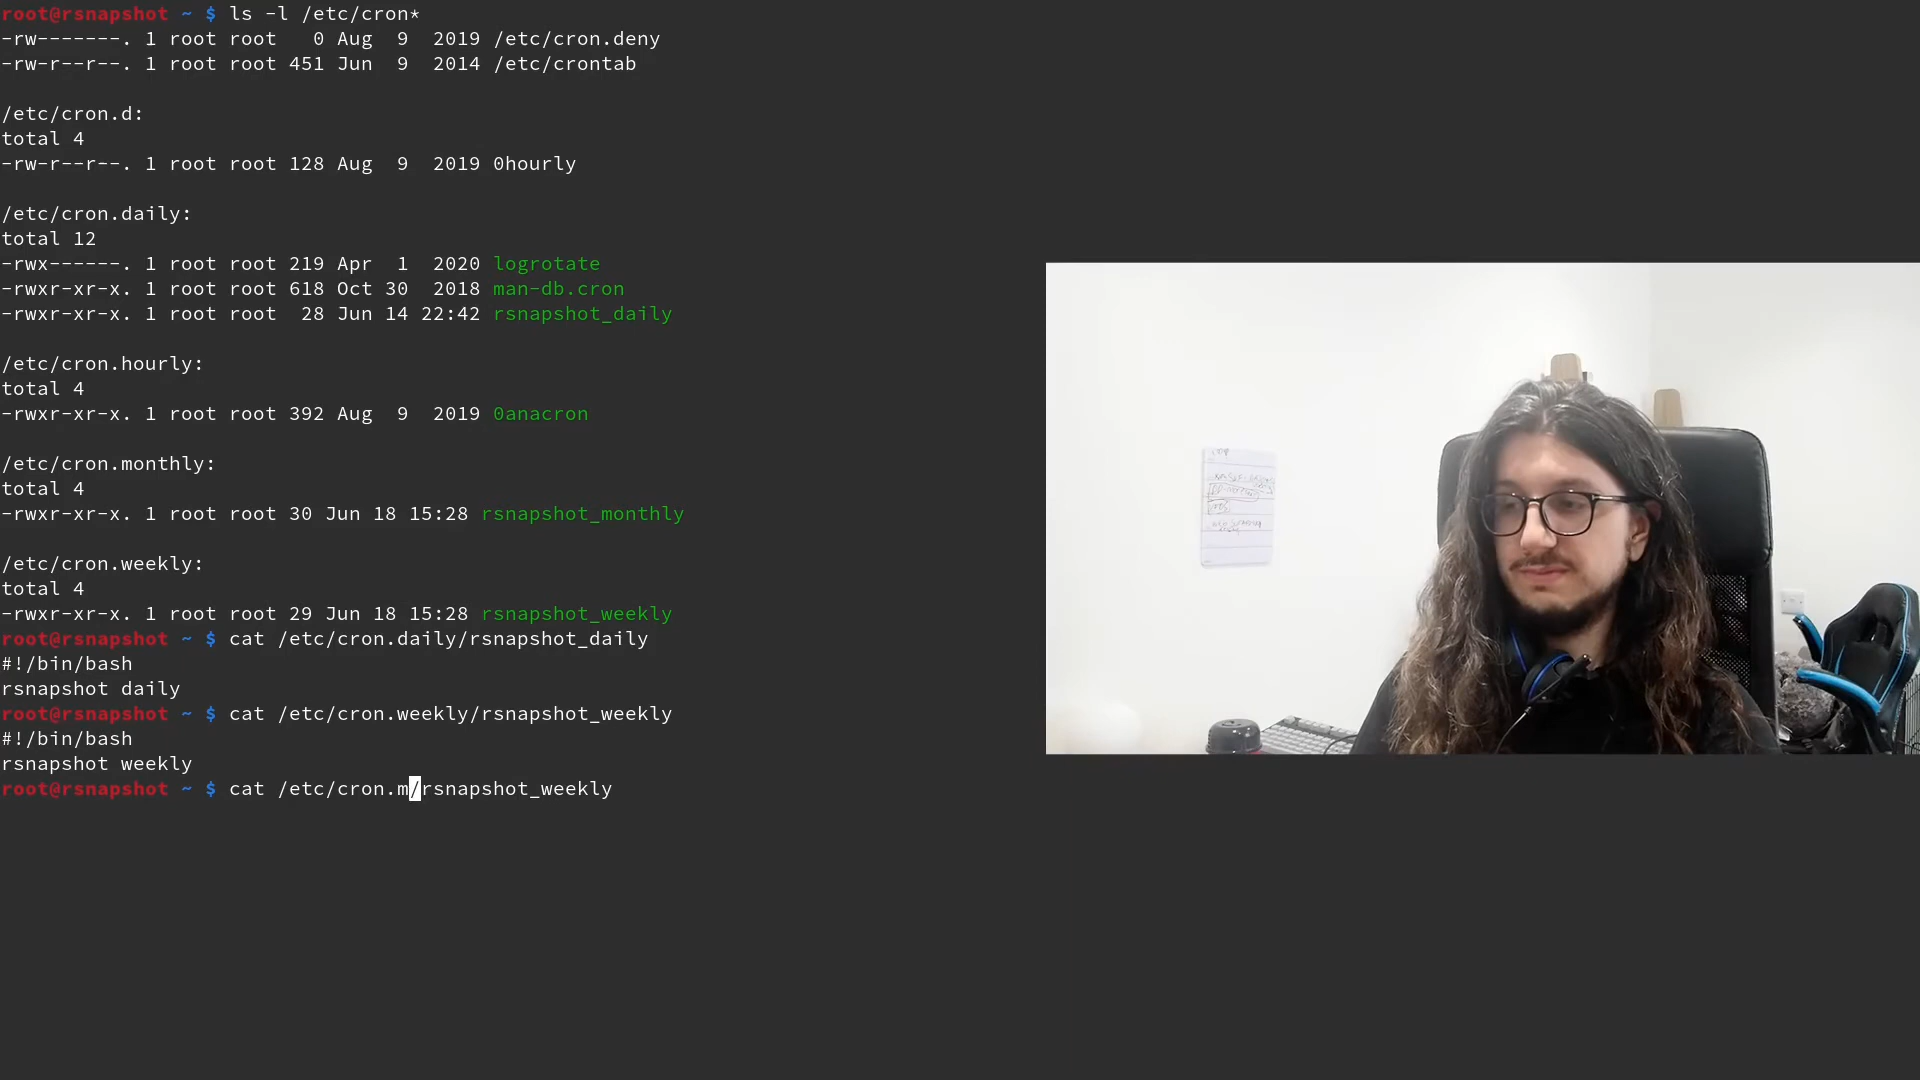 root@rsnapshot ~ $ ls -l /etc/cron*
-rw-------. 1 root root   0 Aug  9  2019 /etc/cron.deny
-rw-r--r--. 1 root root 451 Jun  9  2014 /etc/crontab
/etc/cron.d:
total 4
-rw-r--r--. 1 root root 128 Aug  9  2019 0hourly
/etc/cron.daily:
total 12
-rwx------. 1 root root 219 Apr  1  2020 logrotate
-rwxr-xr-x. 1 root root 618 Oct 30  2018 man-db.cron
-rwxr-xr-x. 1 root root  28 Jun 14 22:42 rsnapshot_daily
/etc/cron.hourly:
total 4
-rwxr-xr-x. 1 root root 392 Aug  9  2019 0anacron
/etc/cron.monthly:
total 4
-rwxr-xr-x. 1 root root 30 Jun 18 15:28 rsnapshot_monthly
/etc/cron.weekly:
total 4
-rwxr-xr-x. 1 root root 29 Jun 18 15:28 rsnapshot_weekly
root@rsnapshot ~ $ cat /etc/cron.daily/rsnapshot_daily
#!/bin/bash
rsnapshot daily
root@rsnapshot ~ $ cat /etc/cron.weekly/rsnapshot_weekly
#!/bin/bash
rsnapshot weekly
root@rsnapshot ~ $ cat /etc/cron.m/rsnapshot_weekly